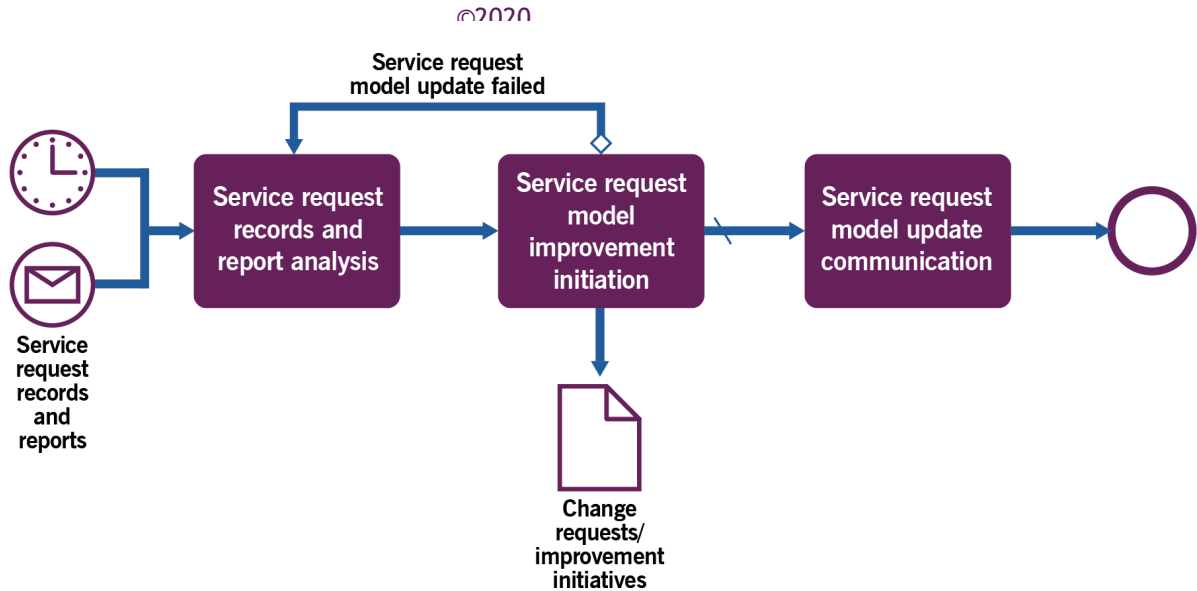 ©2020
Service request
model update failed
Service request
records and
report analysis
Service request
model
improvement
initiation
Service request
model update
communication
Service
request
records
and
reports
Change
requests/
improvement
initiatives